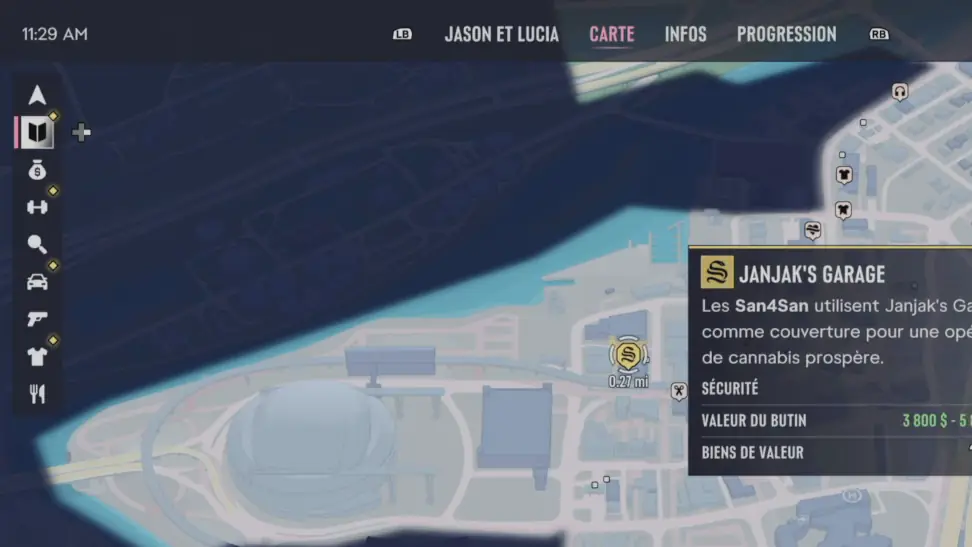 11:29 AM
LB
JASON ET LUCIA
CARTE
INFOS
PROGRESSION
RB
JANJAK'S GARAGE
Les San4San utilisent Janjak's Ga
comme couverture pour une opé
de cannabis prospère.
SÉCURITÉ
VALEUR DU BUTIN 3 800 $ - 5
BIENS DE VALEUR
0.27 mi
H